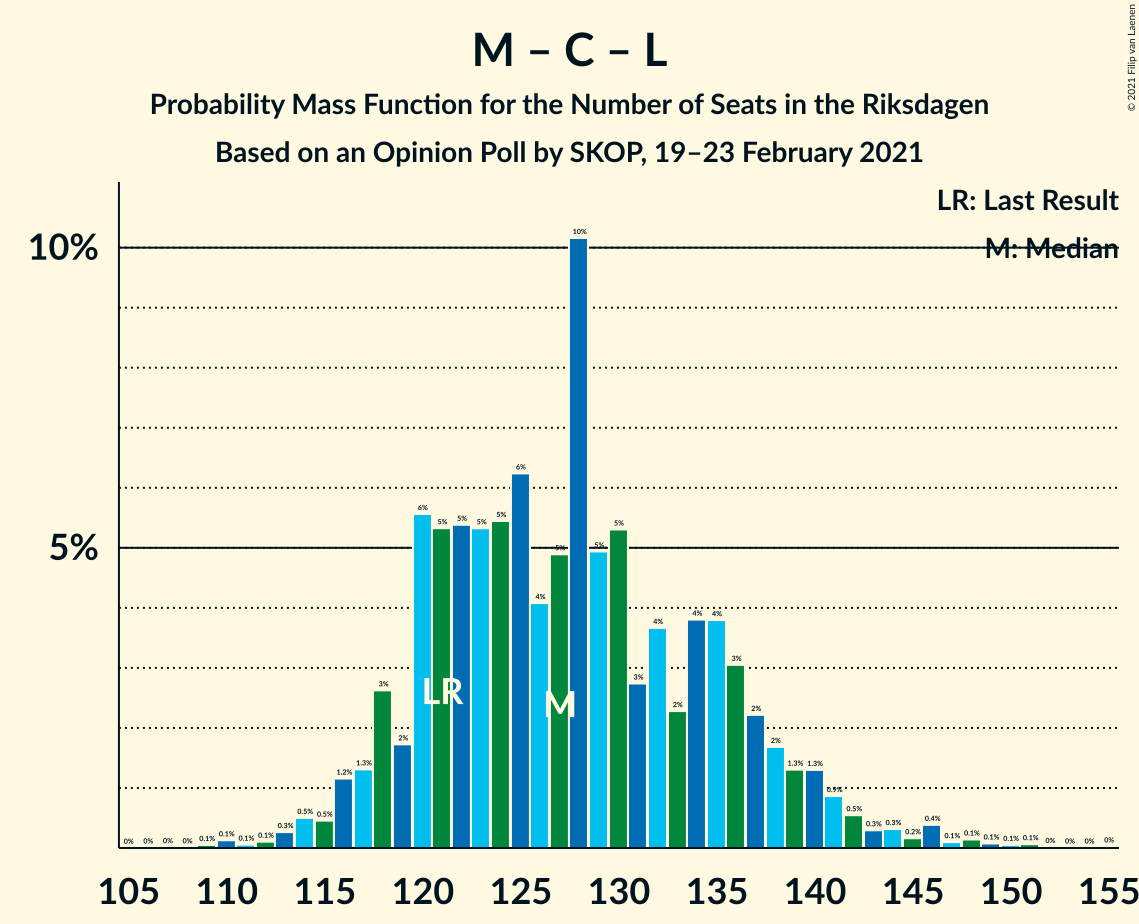 M – C – L
Probability Mass Function for the Number of Seats in the Riksdagen
Based on an Opinion Poll by SKOP, 19–23 February 2021
© 2021 Filip van Laenen
LR: Last Result
M: Median
10%
5%
0% 0% 0% 0% 0.1% 0.1% 0.1% 0.1% 0.3% 0.5% 0.5% 1.2% 1.3% 3% 2% 6% 5% 5% 5% 5% 6% 4% 5% 10% 5% 5% 3% 4% 2% 4% 4% 3% 2% 2% 1.3% 1.3% 0.9% 0.5% 0.3% 0.3% 0.2% 0.4% 0.1% 0.1% 0.1% 0.1% 0.1% 0% 0% 0% 0%
LR
M
105 110 115 120 125 130 135 140 145 150 155